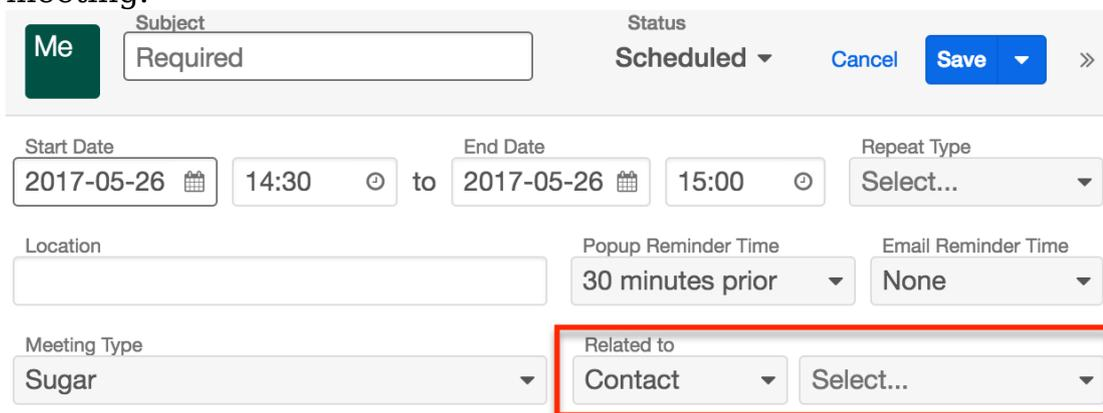 meeting.
Subject Status
Me Required Scheduled Cancel Save »
Start Date End Date Repeat Type
2017-05-26 14:30 to 2017-05-26 15:00 Select...
Location Popup Reminder Time Email Reminder Time
30 minutes prior None
Meeting Type Related to
Sugar Contact Select...